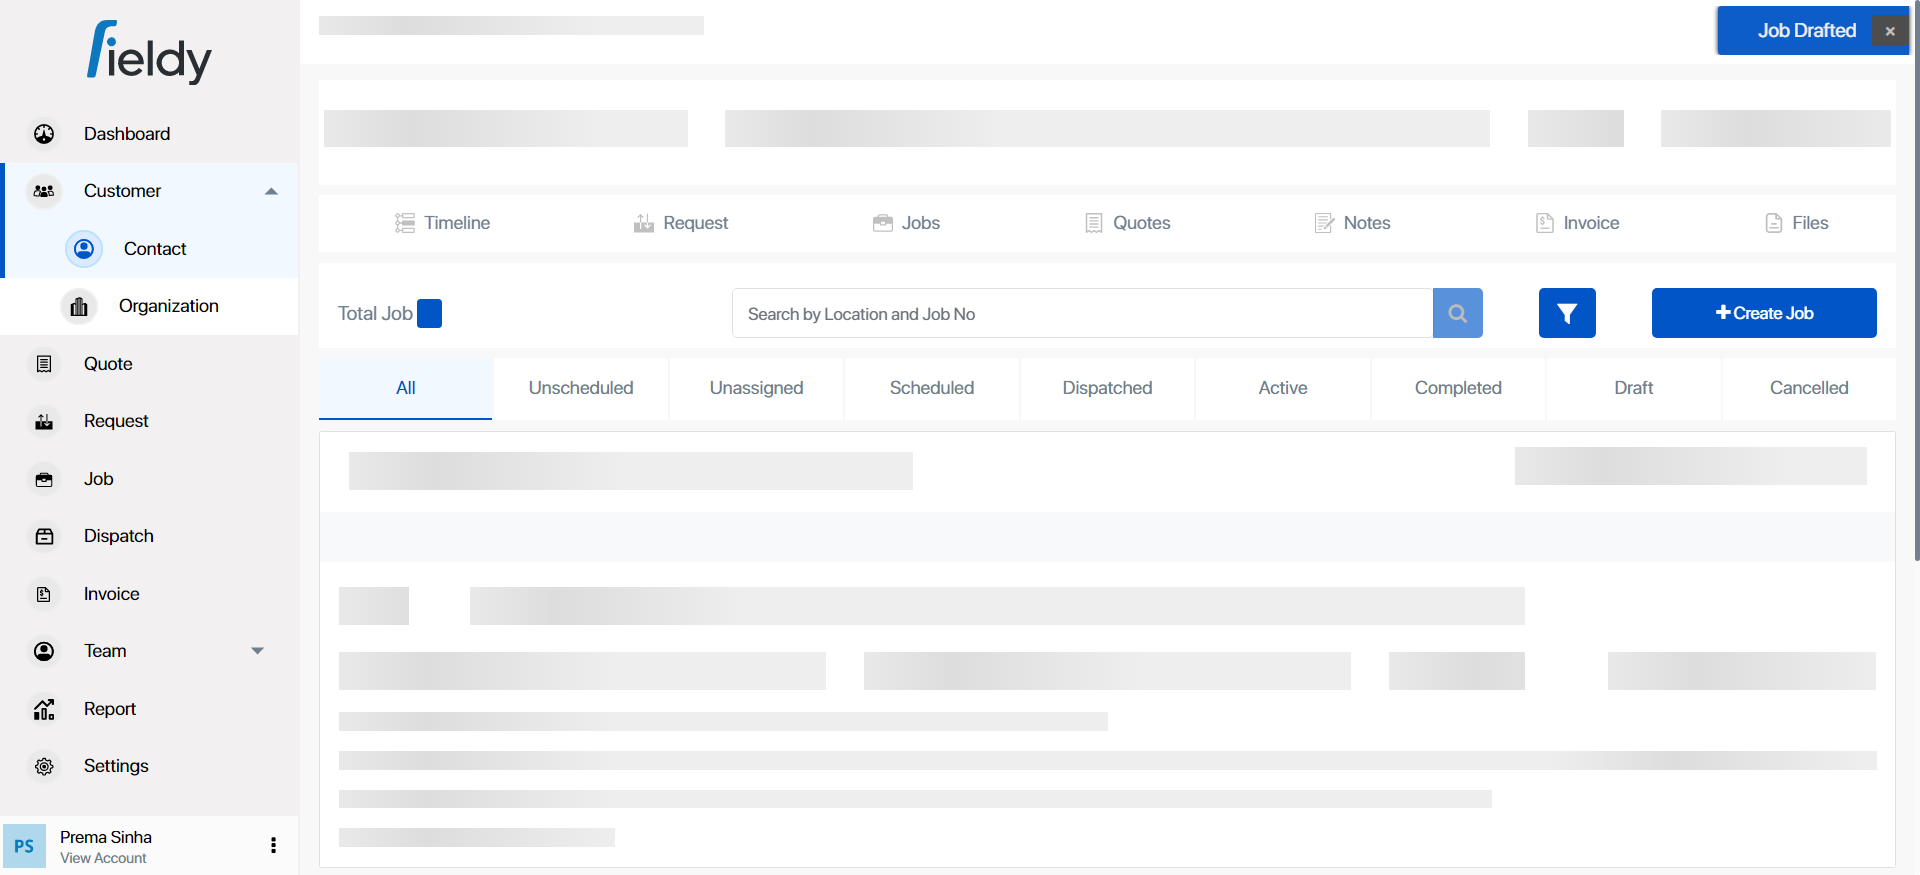 fieldy
Job Drafted ×
Dashboard
Customer
Contact
Organization
Quote
Request
Job
Dispatch
Invoice
Team
Report
Settings
PS
Prema Sinha
View Account
Timeline
Request
Jobs
Quotes
Notes
Invoice
Files
Total Job
Search by Location and Job No
Create Job
All
Unscheduled
Unassigned
Scheduled
Dispatched
Active
Completed
Draft
Cancelled